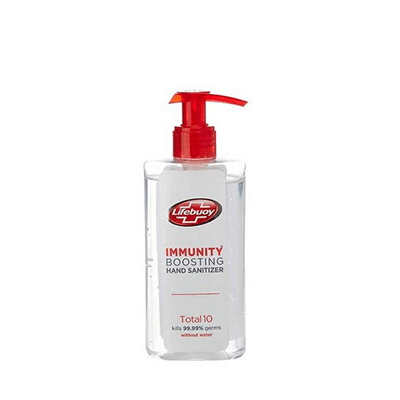 Lifebuoy
IMMUNITY
BOOSTING
HAND SANITIZER
Total 10
kills 99.99% germs
without water